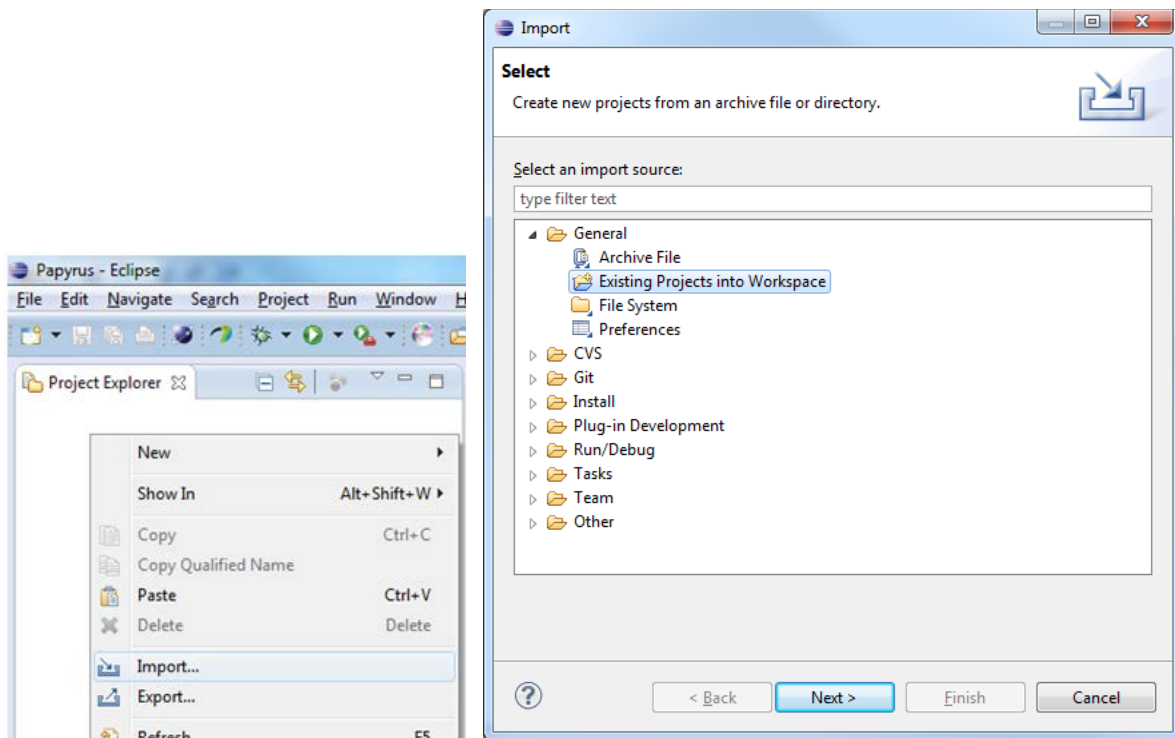 Papyrus - Eclipse
File Edit Navigate Search Project Run Window H
Project Explorer
New
Show In Alt+Shift+W
Copy Ctrl+C
Copy Qualified Name
Paste Ctrl+V
Delete Delete
Import...
Export...
Refresh F5
Import
Select
Create new projects from an archive file or directory.
Select an import source:
type filter text
General
Archive File
Existing Projects into Workspace
File System
Preferences
CVS
Git
Install
Plug-in Development
Run/Debug
Tasks
Team
Other
? < Back Next > Finish Cancel